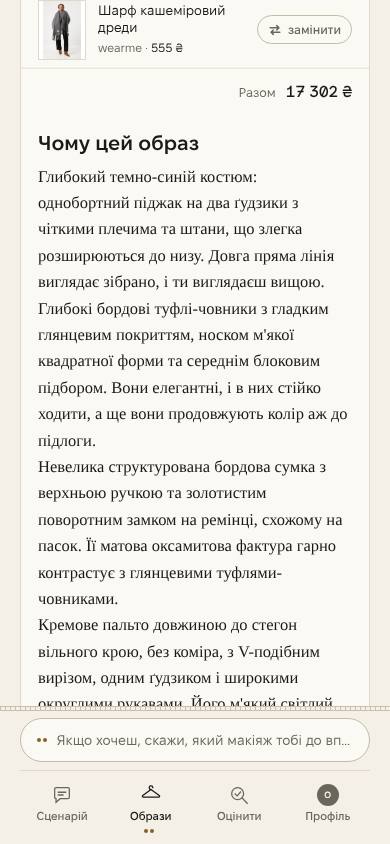 Шарф кашеміровий
дреди
wearme · 555 ₴
⇄ замінити
Разом 17 302 ₴
Чому цей образ
Глибокий темно-синій костюм:
однобортний піджак на два ґудзики з
чіткими плечима та штани, що злегка
розширюються до низу. Довга пряма лінія
виглядає зібрано, і ти виглядаєш вищою.
Глибокі бордові туфлі-човники з гладким
глянцевим покриттям, носком м'якої
квадратної форми та середнім блоковим
підбором. Вони елегантні, і в них стійко
ходити, а ще вони продовжують колір аж до
підлоги.
Невелика структурована бордова сумка з
верхньою ручкою та золотистим
поворотним замком на ремінці, схожому на
пасок. Її матова оксамитова фактура гарно
контрастує з глянцевими туфлями-
човниками.
Кремове пальто довжиною до стегон
вільного крою, без коміра, з V-подібним
вирізом, одним ґудзиком і широкими
округлими рукавами. Його м'який світлий
Якщо хочеш, скажи, який макіяж тобі до вп...
Сценарій
Образи
Оцінити
О
Профіль